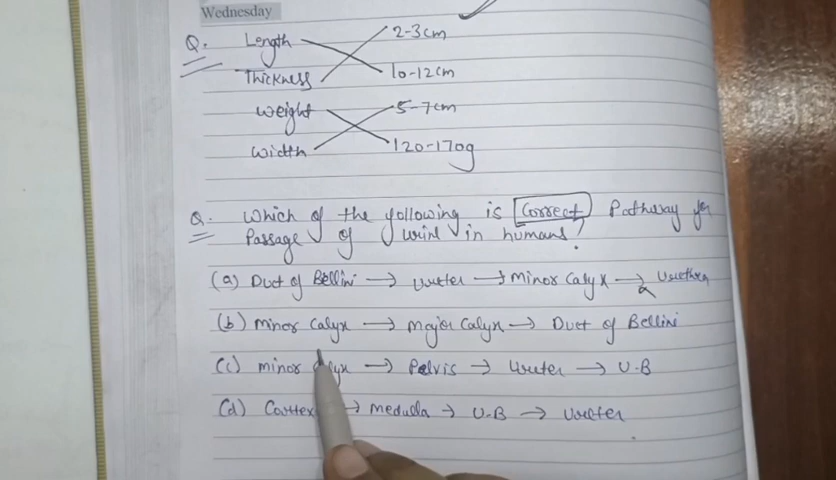 Wednesday
Q. Length 2-3cm
Thickness 10-12cm
Weight 5-7cm
Width 120-170g
Q. Which of the following is Correct Pathway for
Passage of Urine in humans?
(a) Duct of Bellini → Ureter → Minor Calyx → Urethra
(b) Minor Calyx → Major Calyx → Duct of Bellini
(c) Minor Calyx → Pelvis → Ureter → U.B
(d) Cortex → Medulla → U-B → Ureter